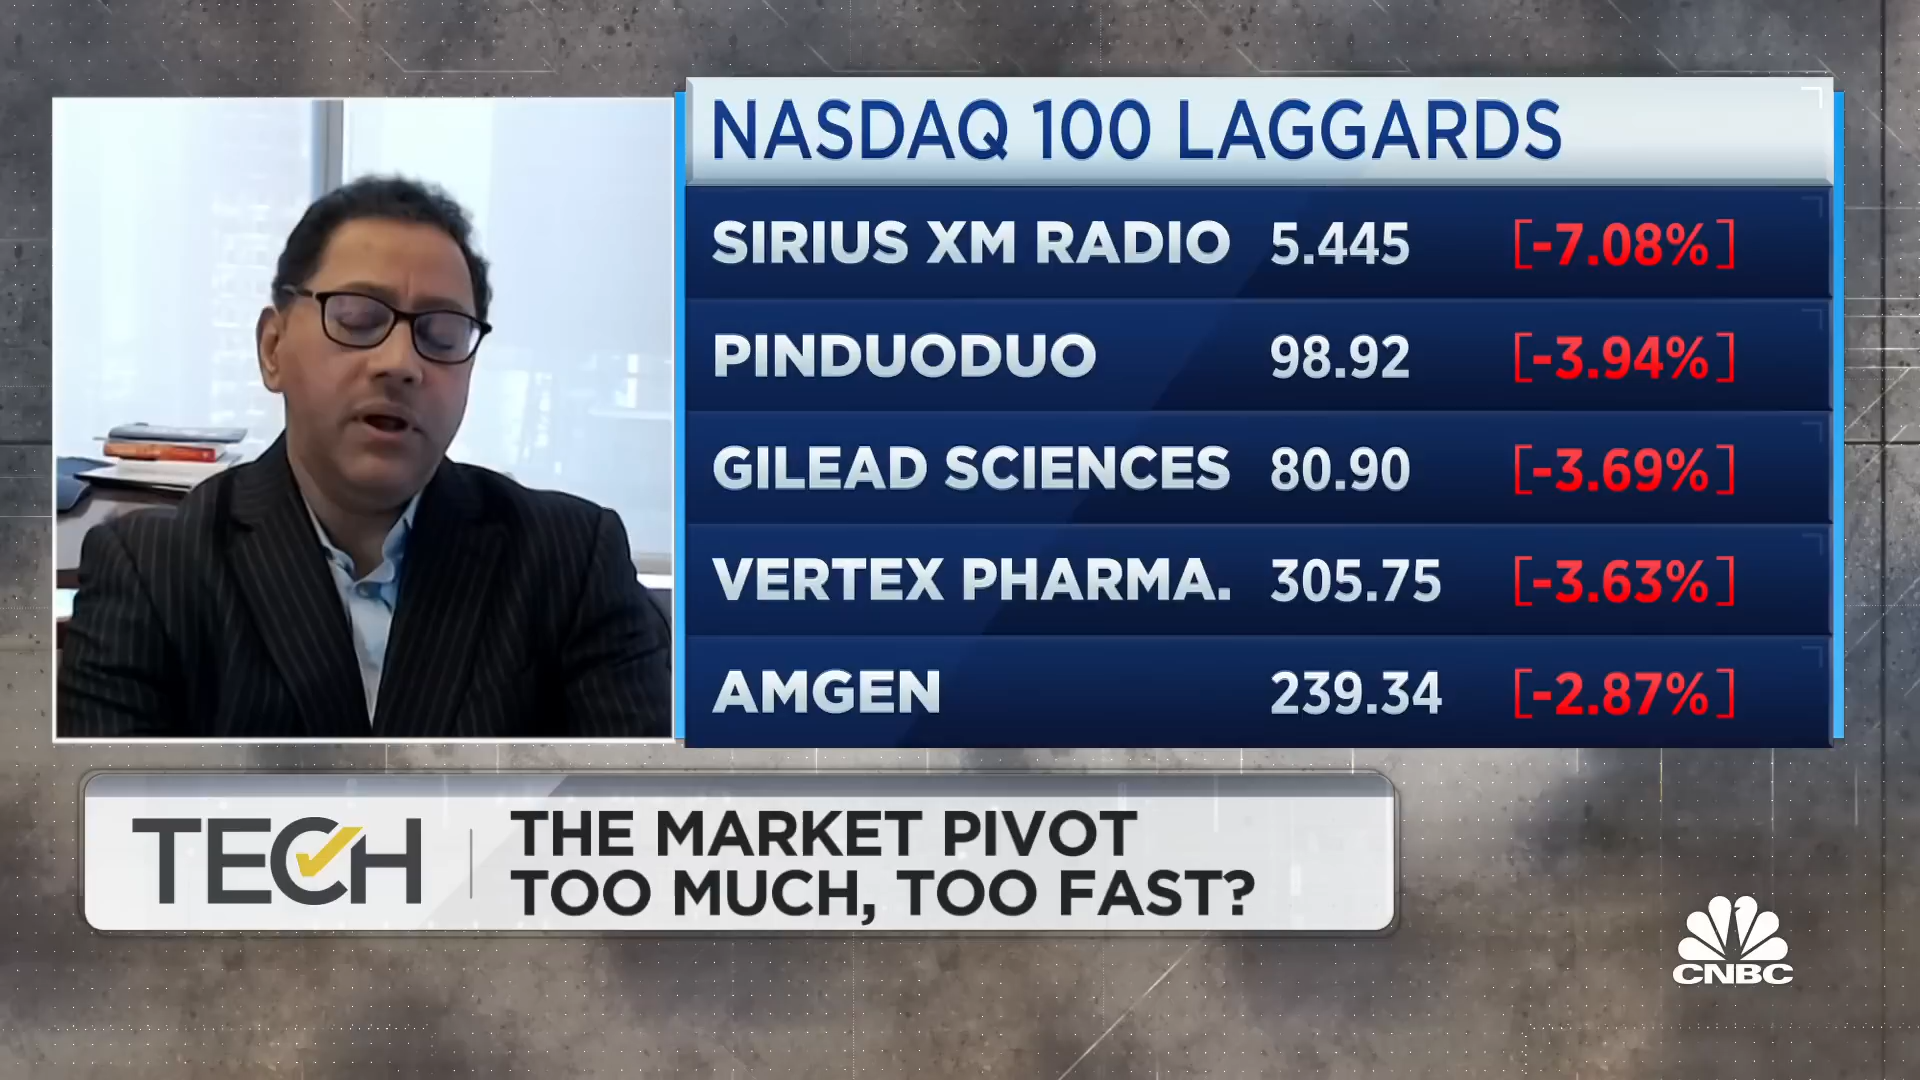 NASDAQ 100 LAGGARDS
SIRIUS XM RADIO 5.445 [-7.08%]
PINDUODUO 98.92 [-3.94%]
GILEAD SCIENCES 80.90 [-3.69%]
VERTEX PHARMA. 305.75 [-3.63%]
AMGEN 239.34 [-2.87%]
TECH
THE MARKET PIVOT
TOO MUCH, TOO FAST?
CNBC